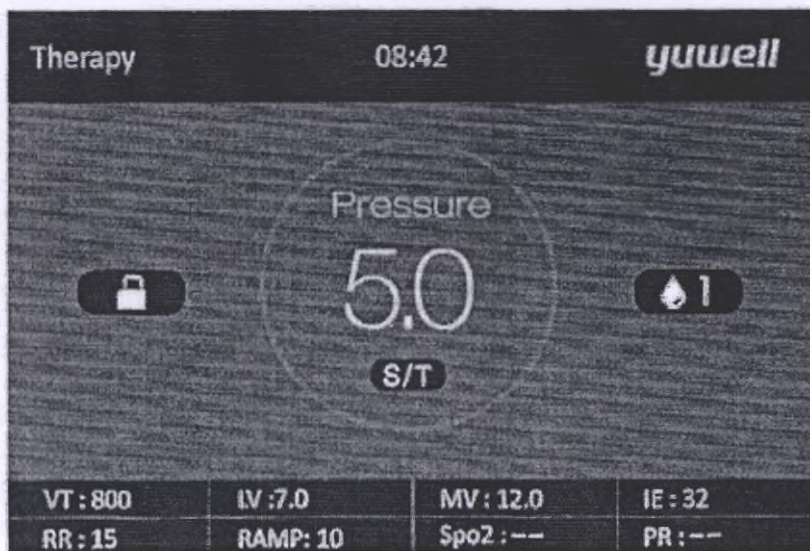 Therapy 08:42 yuwell
Pressure
5.0
1
S/T
VT : 800 LV :7.0 MV : 12.0 IE : 32
RR : 15 RAMP: 10 Spo2 :-- PR :--